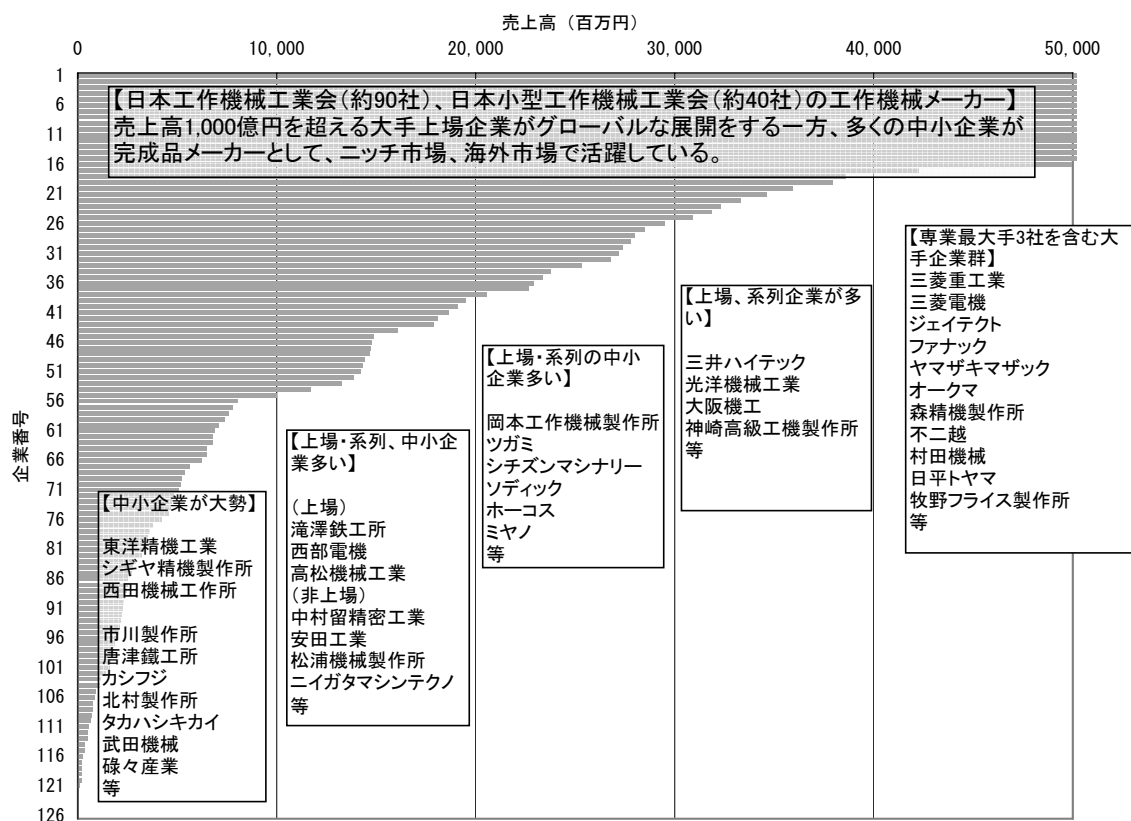 売上高（百万円）
0 10,000 20,000 30,000 40,000 50,000
企業番号
1
6
11
16
21
26
31
36
41
46
51
56
61
66
71
76
81
86
91
96
101
106
111
116
121
126
【日本工作機械工業会（約90社）、日本小型工作機械工業会（約40社）の工作機械メーカー】
売上高1,000億円を超える大手上場企業がグローバルな展開をする一方、多くの中小企業が
完成品メーカーとして、ニッチ市場、海外市場で活躍している。
【中小企業が大勢】
東洋精機工業
シギヤ精機製作所
西田機械工作所
市川製作所
唐津鐵工所
カシフジ
北村製作所
タカハシキカイ
武田機械
碌々産業
等
【上場・系列、中小企
業多い】
（上場）
滝澤鉄工所
西部電機
高松機械工業
（非上場）
中村留精密工業
安田工業
松浦機械製作所
ニイガタマシンテクノ
等
【上場・系列の中小
企業多い】
岡本工作機械製作所
ツガミ
シチズンマシナリー
ソディック
ホーコス
ミヤノ
等
【上場、系列企業が多
い】
三井ハイテック
光洋機械工業
大阪機工
神崎高級工機製作所
等
【専業最大手3社を含む大
手企業群】
三菱重工業
三菱電機
ジェイテクト
ファナック
ヤマザキマザック
オークマ
森精機製作所
不二越
村田機械
日平トヤマ
牧野フライス製作所
等